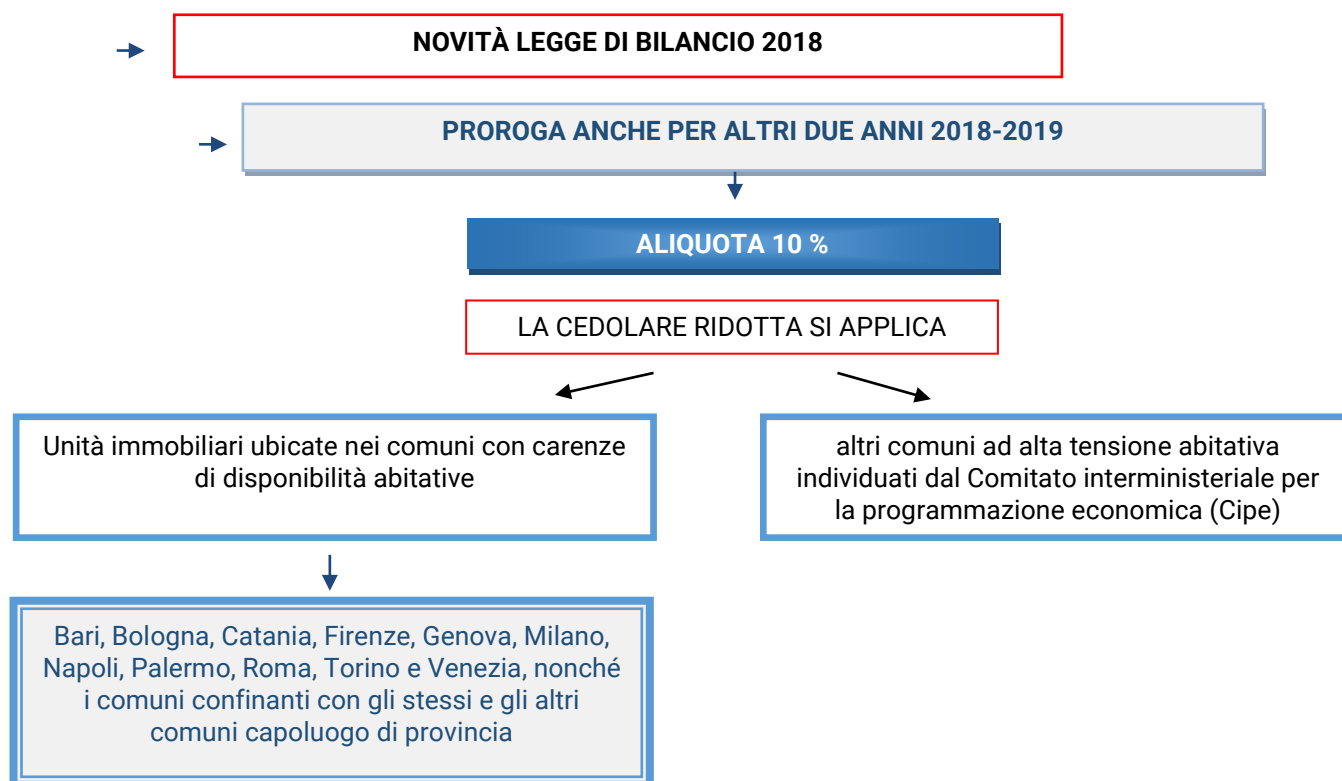 NOVITÀ LEGGE DI BILANCIO 2018
PROROGA ANCHE PER ALTRI DUE ANNI 2018-2019
ALIQUOTA 10 %
LA CEDOLARE RIDOTTA SI APPLICA
Unità immobiliari ubicate nei comuni con carenze
di disponibilità abitative
altri comuni ad alta tensione abitativa
individuati dal Comitato interministeriale per
la programmazione economica (Cipe)
Bari, Bologna, Catania, Firenze, Genova, Milano,
Napoli, Palermo, Roma, Torino e Venezia, nonché
i comuni confinanti con gli stessi e gli altri
comuni capoluogo di provincia